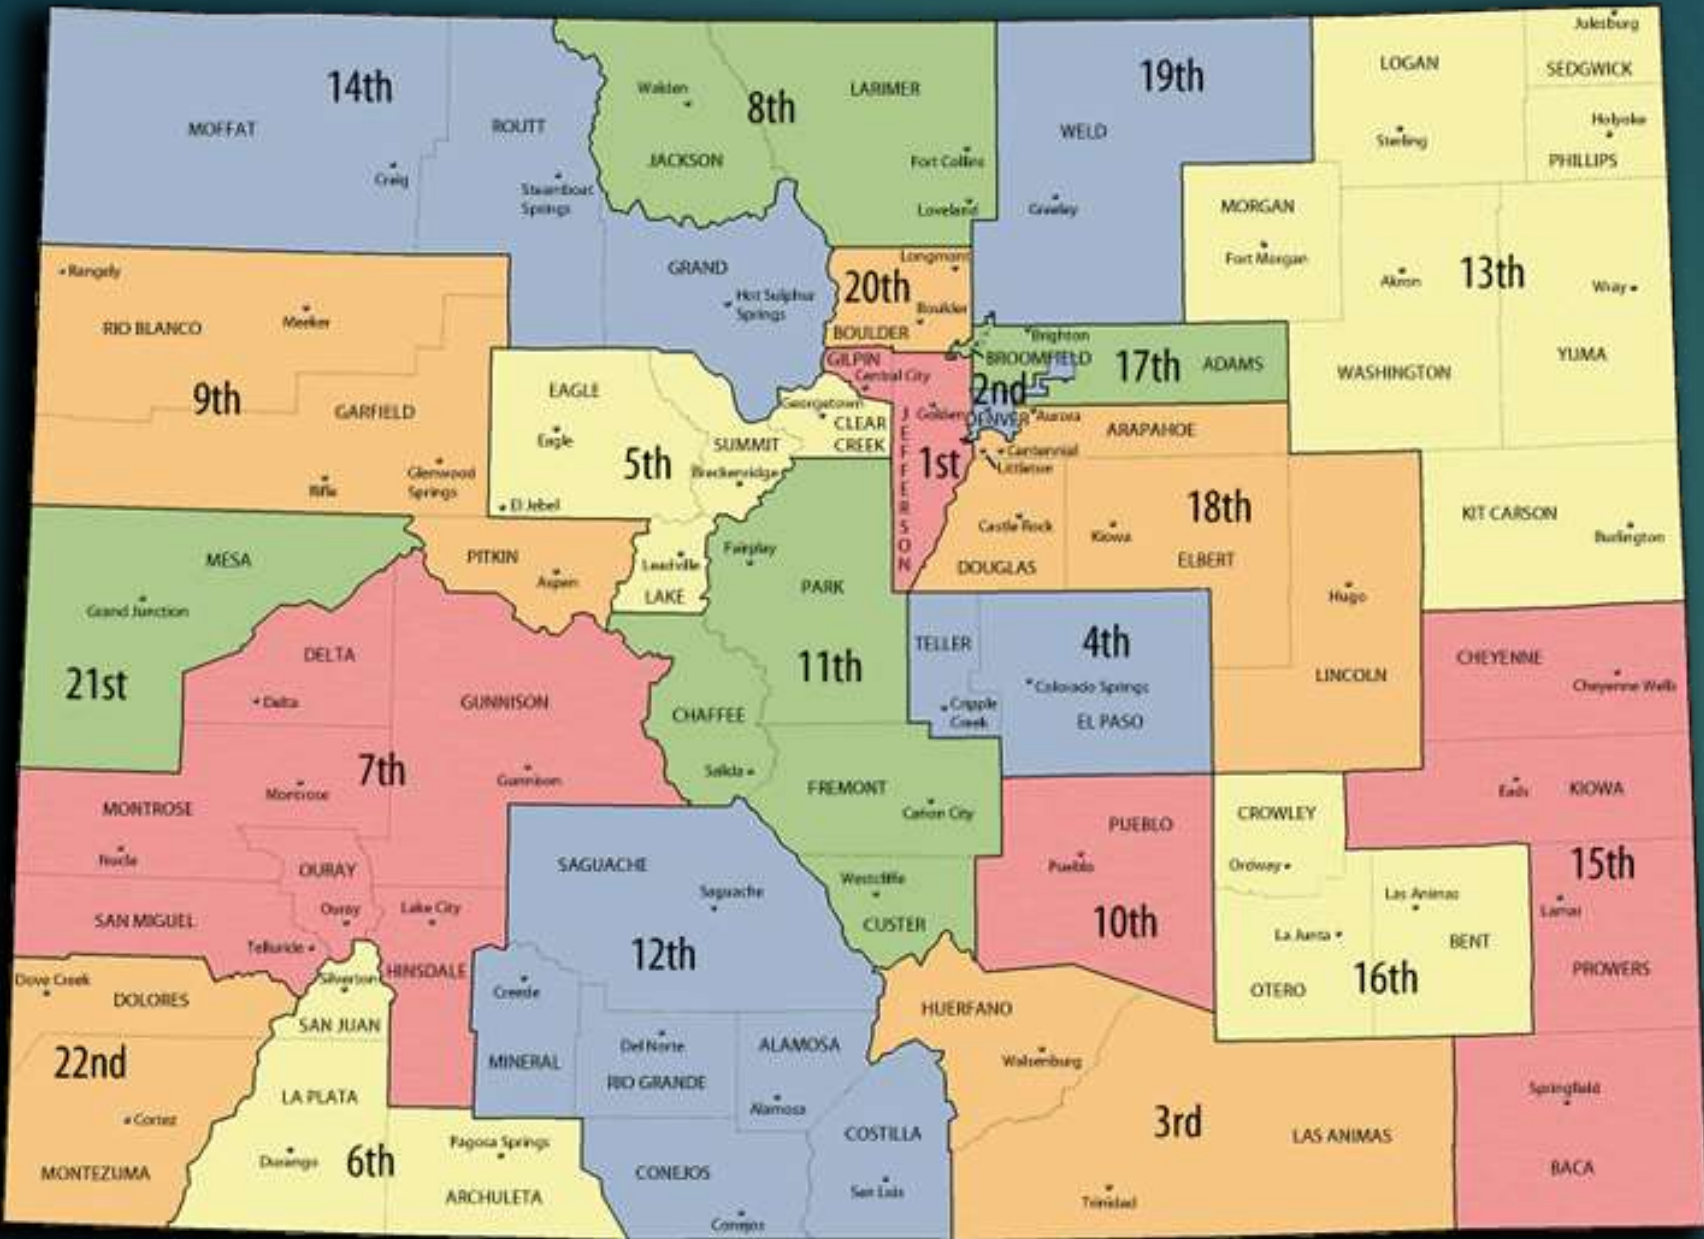 14th
MOFFAT
Craig
ROUTT
Steamboat
Springs
GRAND
Hot Sulphur
Springs
8th
Walden
JACKSON
LARIMER
Fort Collins
Loveland
19th
WELD
Greeley
LOGAN
Sterling
Julesburg
SEDGWICK
Holyoke
PHILLIPS
MORGAN
Fort Morgan
13th
Akron
WASHINGTON
Wray
YUMA
KIT CARSON
Burlington
9th
Rangely
RIO BLANCO
Meeker
GARFIELD
Rifle
Glenwood
Springs
PITKIN
Aspen
20th
Longmont
Boulder
BOULDER
GILPIN
Central City
1st
Golden
JEFFERSON
BROOMFIELD
Brighton
17th
ADAMS
2nd
DENVER
Aurora
ARAPAHOE
Centennial
Littleton
18th
Castle Rock
DOUGLAS
Kiowa
ELBERT
Hugo
LINCOLN
5th
EAGLE
Eagle
El Jebel
SUMMIT
Breckenridge
Georgetown
CLEAR
CREEK
Leadville
LAKE
21st
MESA
Grand Junction
7th
DELTA
Delta
GUNNISON
Gunnison
MONTROSE
Montrose
Nucla
OURAY
Ouray
SAN MIGUEL
Telluride
Lake City
HINSDALE
11th
Fairplay
PARK
CHAFFEE
Salida
FREMONT
Cañon City
Westcliffe
CUSTER
4th
TELLER
Cripple
Creek
Colorado Springs
EL PASO
10th
PUEBLO
Pueblo
16th
CROWLEY
Ordway
Las Animas
BENT
La Junta
OTERO
15th
CHEYENNE
Cheyenne Wells
Eads
KIOWA
Lamar
PROWERS
Springfield
BACA
22nd
Dove Creek
DOLORES
Cortez
MONTEZUMA
6th
Silverton
SAN JUAN
LA PLATA
Durango
Pagosa Springs
ARCHULETA
12th
SAGUACHE
Saguache
Creede
MINERAL
Del Norte
RIO GRANDE
ALAMOSA
Alamosa
CONEJOS
Conejos
COSTILLA
San Luis
3rd
HUERFANO
Walsenburg
LAS ANIMAS
Trinidad